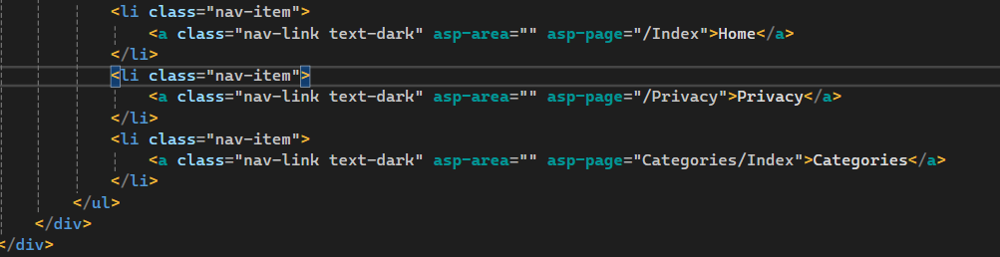 <li class="nav-item">
<a class="nav-link text-dark" asp-area="" asp-page="/Index">Home</a>
</li>
<li class="nav-item">
<a class="nav-link text-dark" asp-area="" asp-page="/Privacy">Privacy</a>
</li>
<li class="nav-item">
<a class="nav-link text-dark" asp-area="" asp-page="Categories/Index">Categories</a>
</li>
</ul>
</div>
</div>